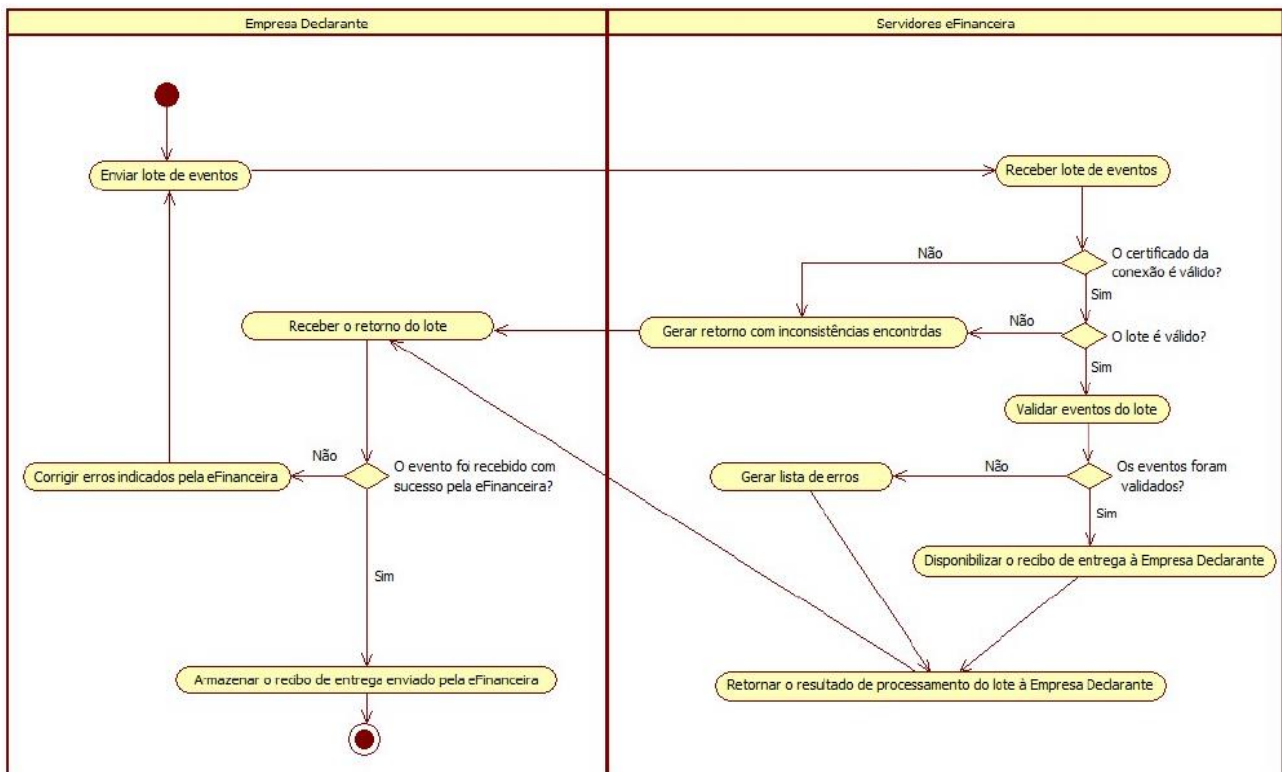 Empresa Declarante
Servidores eFinanceira
Enviar lote de eventos
Receber lote de eventos
Não
O certificado da
conexão é válido?
Sim
Receber o retorno do lote
Gerar retorno com inconsistências encontrdas
Não
O lote é válido?
Sim
Validar eventos do lote
Corrigir erros indicados pela eFinanceira
Não
O evento foi recebido com
sucesso pela eFinanceira?
Gerar lista de erros
Não
Os eventos foram
validados?
Sim
Disponibilizar o recibo de entrega à Empresa Declarante
Sim
Armazenar o recibo de entrega enviado pela eFinanceira
Retornar o resultado de processamento do lote à Empresa Declarante